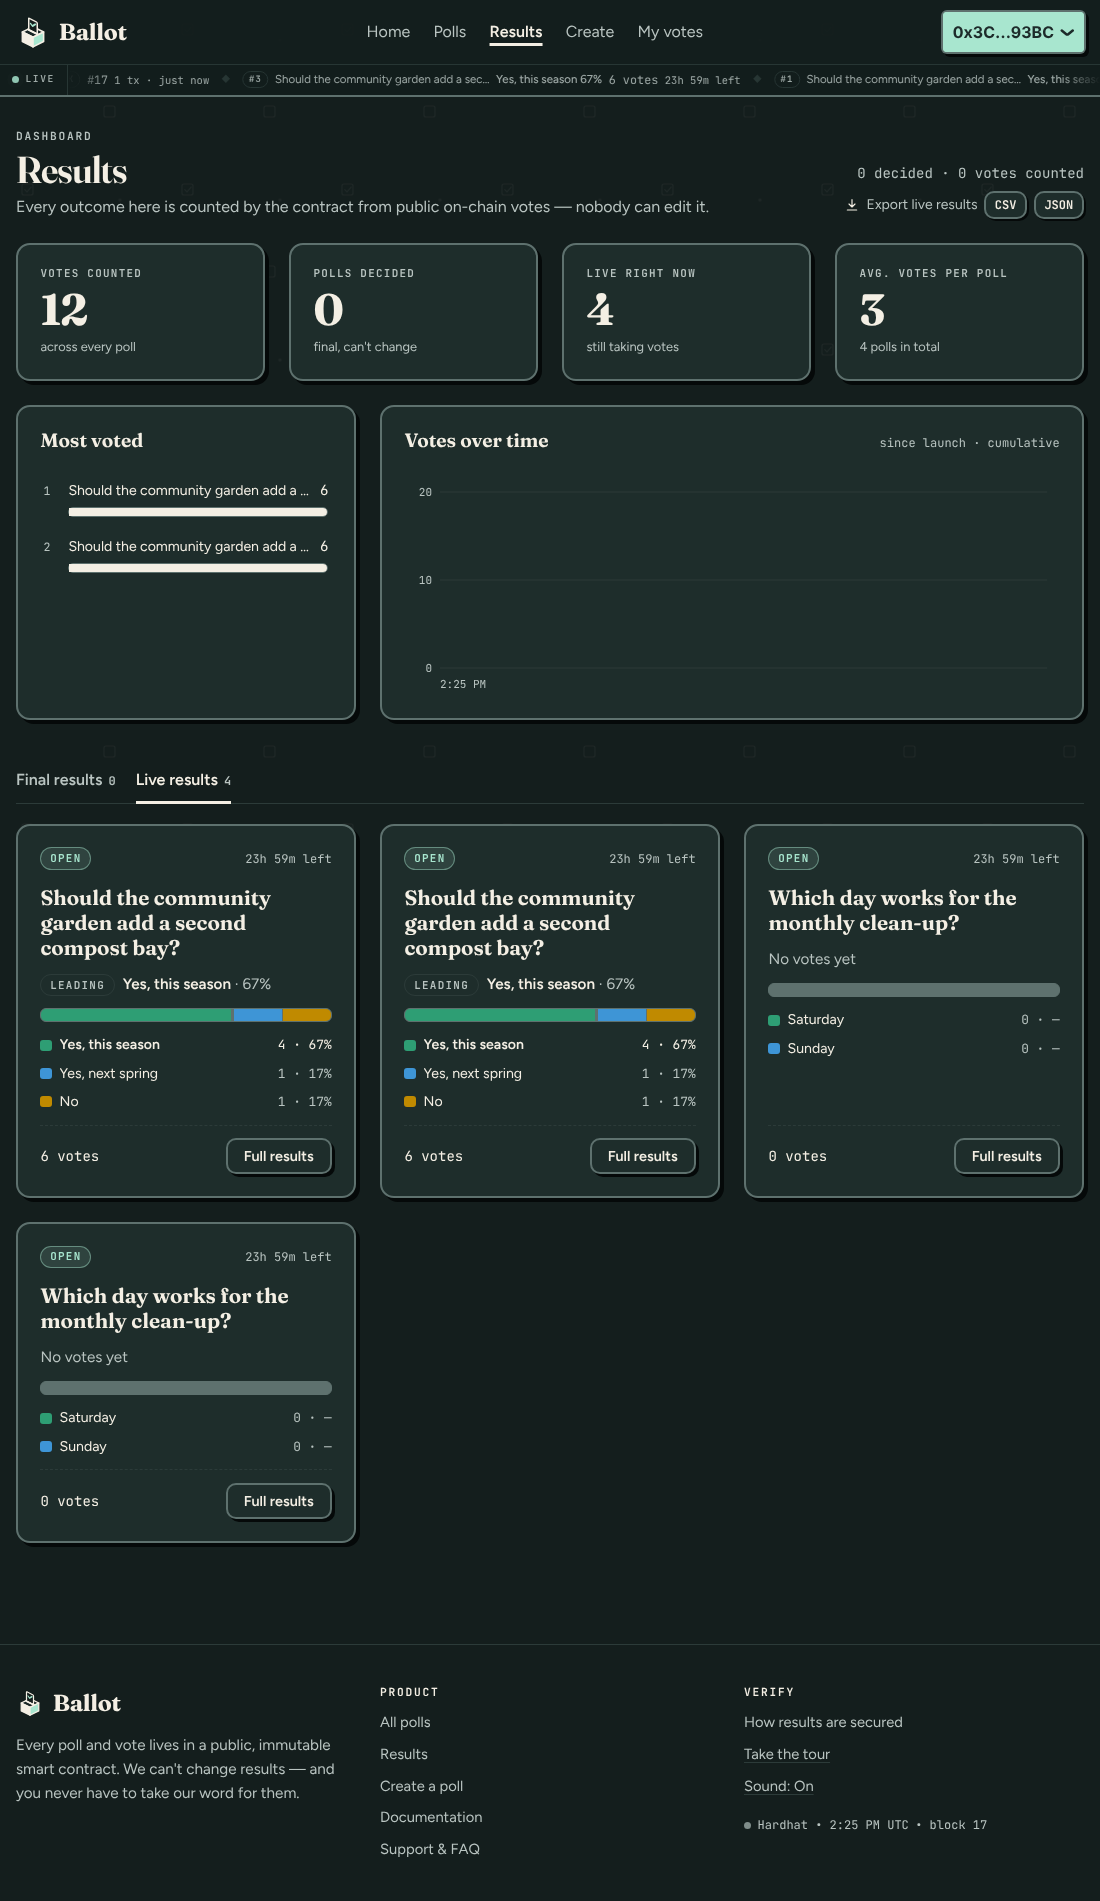 Ballot
Home Polls Results Create My votes
0x3C...93BC
LIVE #17 1 tx · just now ◆ #3 Should the community garden add a sec... Yes, this season 67% 6 votes 23h 59m left ◆ #1 Should the community garden add a sec... Yes, this seas
DASHBOARD
Results
Every outcome here is counted by the contract from public on-chain votes — nobody can edit it.
0 decided · 0 votes counted
Export live results CSV JSON
VOTES COUNTED
12
across every poll
POLLS DECIDED
0
final, can't change
LIVE RIGHT NOW
4
still taking votes
AVG. VOTES PER POLL
3
4 polls in total
Most voted
1 Should the community garden add a ... 6
2 Should the community garden add a ... 6
Votes over time
since launch · cumulative
20
10
0
2:25 PM
Final results 0 Live results 4
OPEN 23h 59m left
Should the community
garden add a second
compost bay?
LEADING Yes, this season · 67%
Yes, this season 4 · 67%
Yes, next spring 1 · 17%
No 1 · 17%
6 votes Full results
OPEN 23h 59m left
Should the community
garden add a second
compost bay?
LEADING Yes, this season · 67%
Yes, this season 4 · 67%
Yes, next spring 1 · 17%
No 1 · 17%
6 votes Full results
OPEN 23h 59m left
Which day works for the
monthly clean-up?
No votes yet
Saturday 0 · —
Sunday 0 · —
0 votes Full results
OPEN 23h 59m left
Which day works for the
monthly clean-up?
No votes yet
Saturday 0 · —
Sunday 0 · —
0 votes Full results
Ballot
Every poll and vote lives in a public, immutable
smart contract. We can't change results — and
you never have to take our word for them.
PRODUCT
All polls
Results
Create a poll
Documentation
Support & FAQ
VERIFY
How results are secured
Take the tour
Sound: On
Hardhat • 2:25 PM UTC • block 17